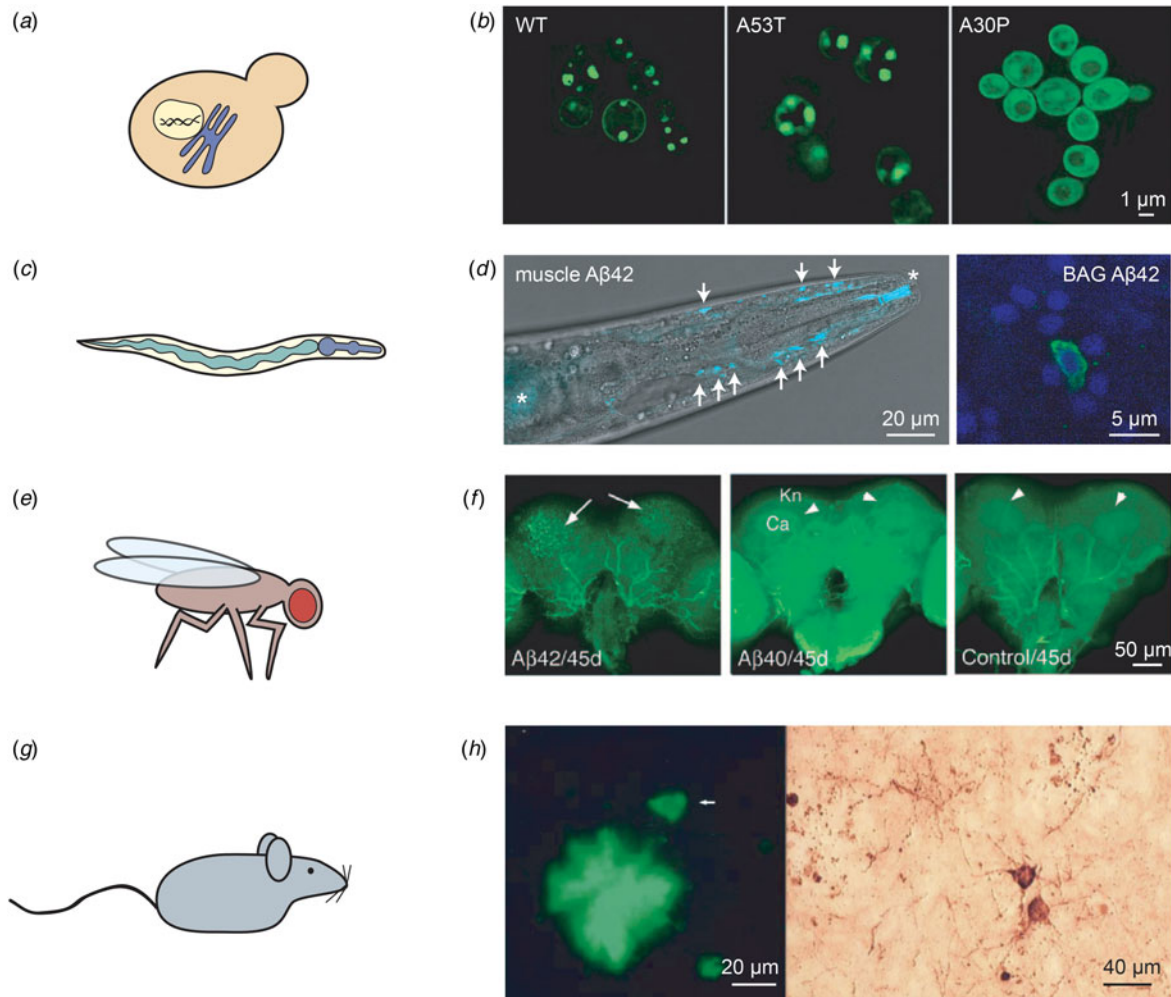 (a)
(b)
WT
A53T
A30P
1 μm
(c)
(d)
muscle Aβ42
*
*
20 μm
BAG Aβ42
5 μm
(e)
(f)
Aβ42/45d
Kn
Ca
Aβ40/45d
Control/45d
50 μm
(g)
(h)
20 μm
40 μm